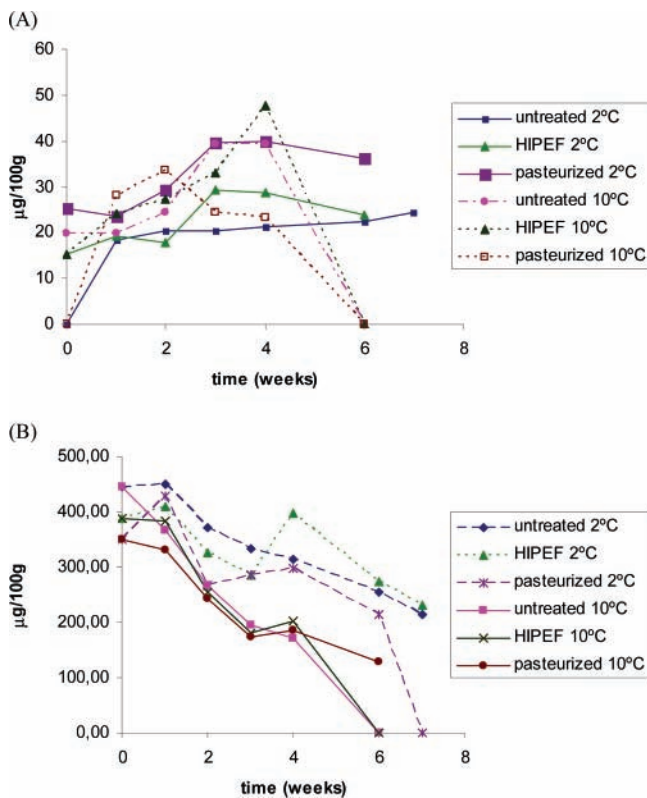 (A)
µg/100g
60
50
40
30
20
10
0
0 2 4 6 8
time (weeks)
untreated 2ºC
HIPEF 2ºC
pasteurized 2ºC
untreated 10ºC
HIPEF 10ºC
pasteurized 10ºC
(B)
µg/100g
500,00
400,00
300,00
200,00
100,00
0,00
0 2 4 6 8
time (weeks)
untreated 2ºC
HIPEF 2ºC
pasteurized 2ºC
untreated 10ºC
HIPEF 10ºC
pasteurized 10ºC